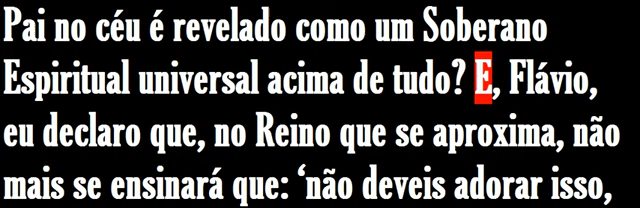 Pai no céu é revelado como um Soberano
Espiritual universal acima de tudo? E, Flávio,
eu declaro que, no Reino que se aproxima, não
mais se ensinará que: ‘não deveis adorar isso,